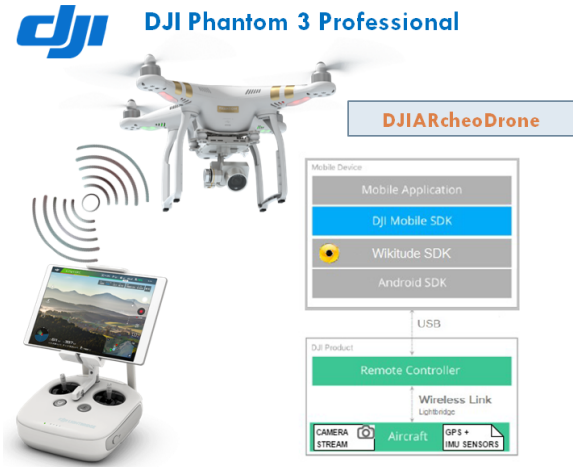 dji
DJI Phantom 3 Professional
DJIARcheoDrone
Mobile Device
Mobile Application
DJI Mobile SDK
Wikitude SDK
Android SDK
USB
DJI Product
Remote Controller
Wireless Link
Lightbridge
CAMERA
STREAM
Aircraft
GPS +
IMU SENSORS